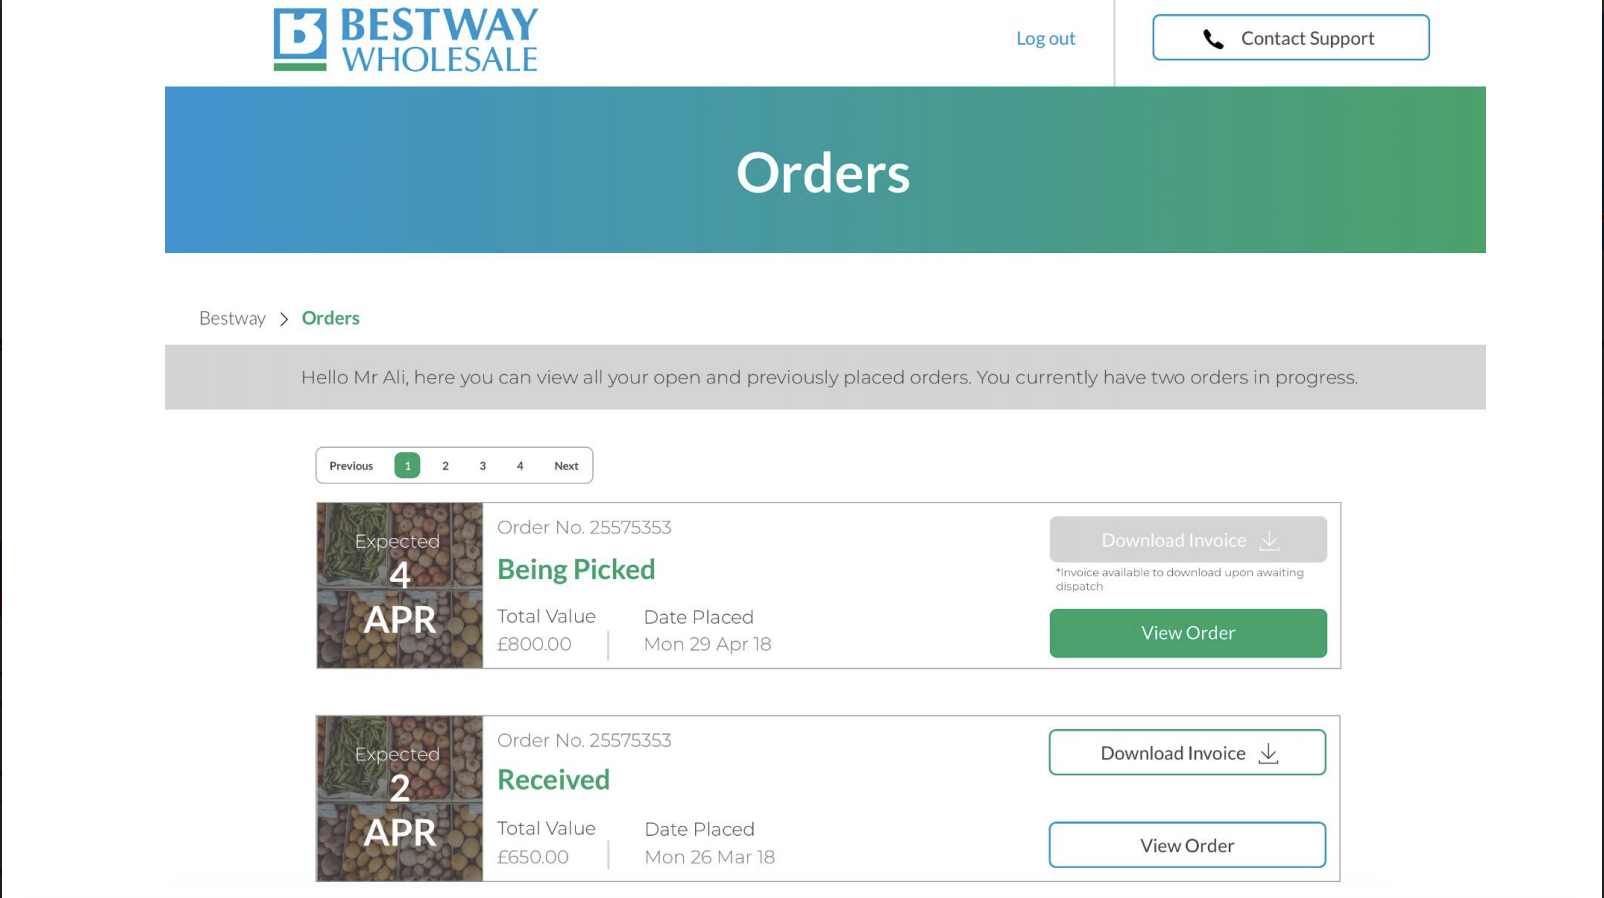 BESTWAY
WHOLESALE
Log out
Contact Support
Orders
Bestway > Orders
Hello Mr Ali, here you can view all your open and previously placed orders. You currently have two orders in progress.
Previous 1 2 3 4 Next
Expected
4
APR
Order No. 25575353
Being Picked
Total Value
£800.00
Date Placed
Mon 29 Apr 18
Download Invoice
*Invoice available to download upon awaiting
dispatch
View Order
Expected
2
APR
Order No. 25575353
Received
Total Value
£650.00
Date Placed
Mon 26 Mar 18
Download Invoice
View Order